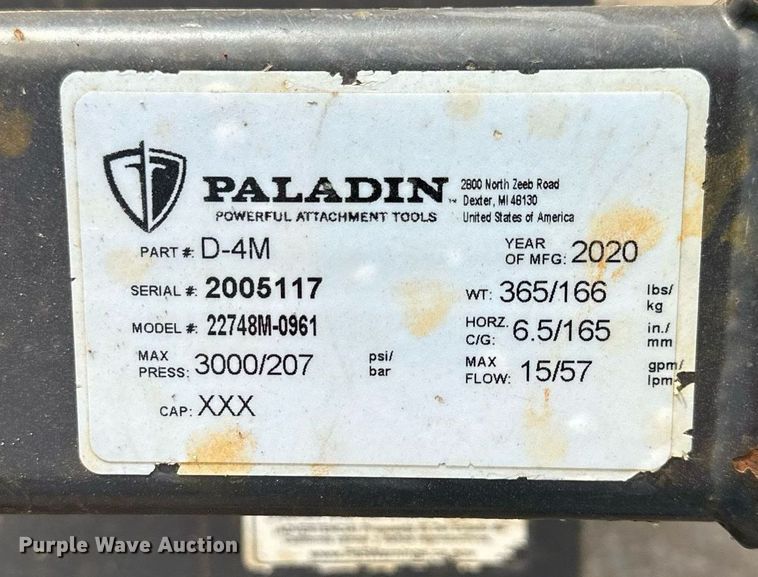 PALADIN™
POWERFUL ATTACHMENT TOOLS
2800 North Zeeb Road
Dexter, MI 48130
United States of America
PART #: D-4M
YEAR OF MFG: 2020
SERIAL #: 2005117
WT: 365/166 lbs/ kg
MODEL #: 22748M-0961
HORZ. C/G: 6.5/165 in./ mm
MAX PRESS: 3000/207 psi/ bar
MAX FLOW: 15/57 gpm/ lpm
CAP: XXX
Purple Wave Auction